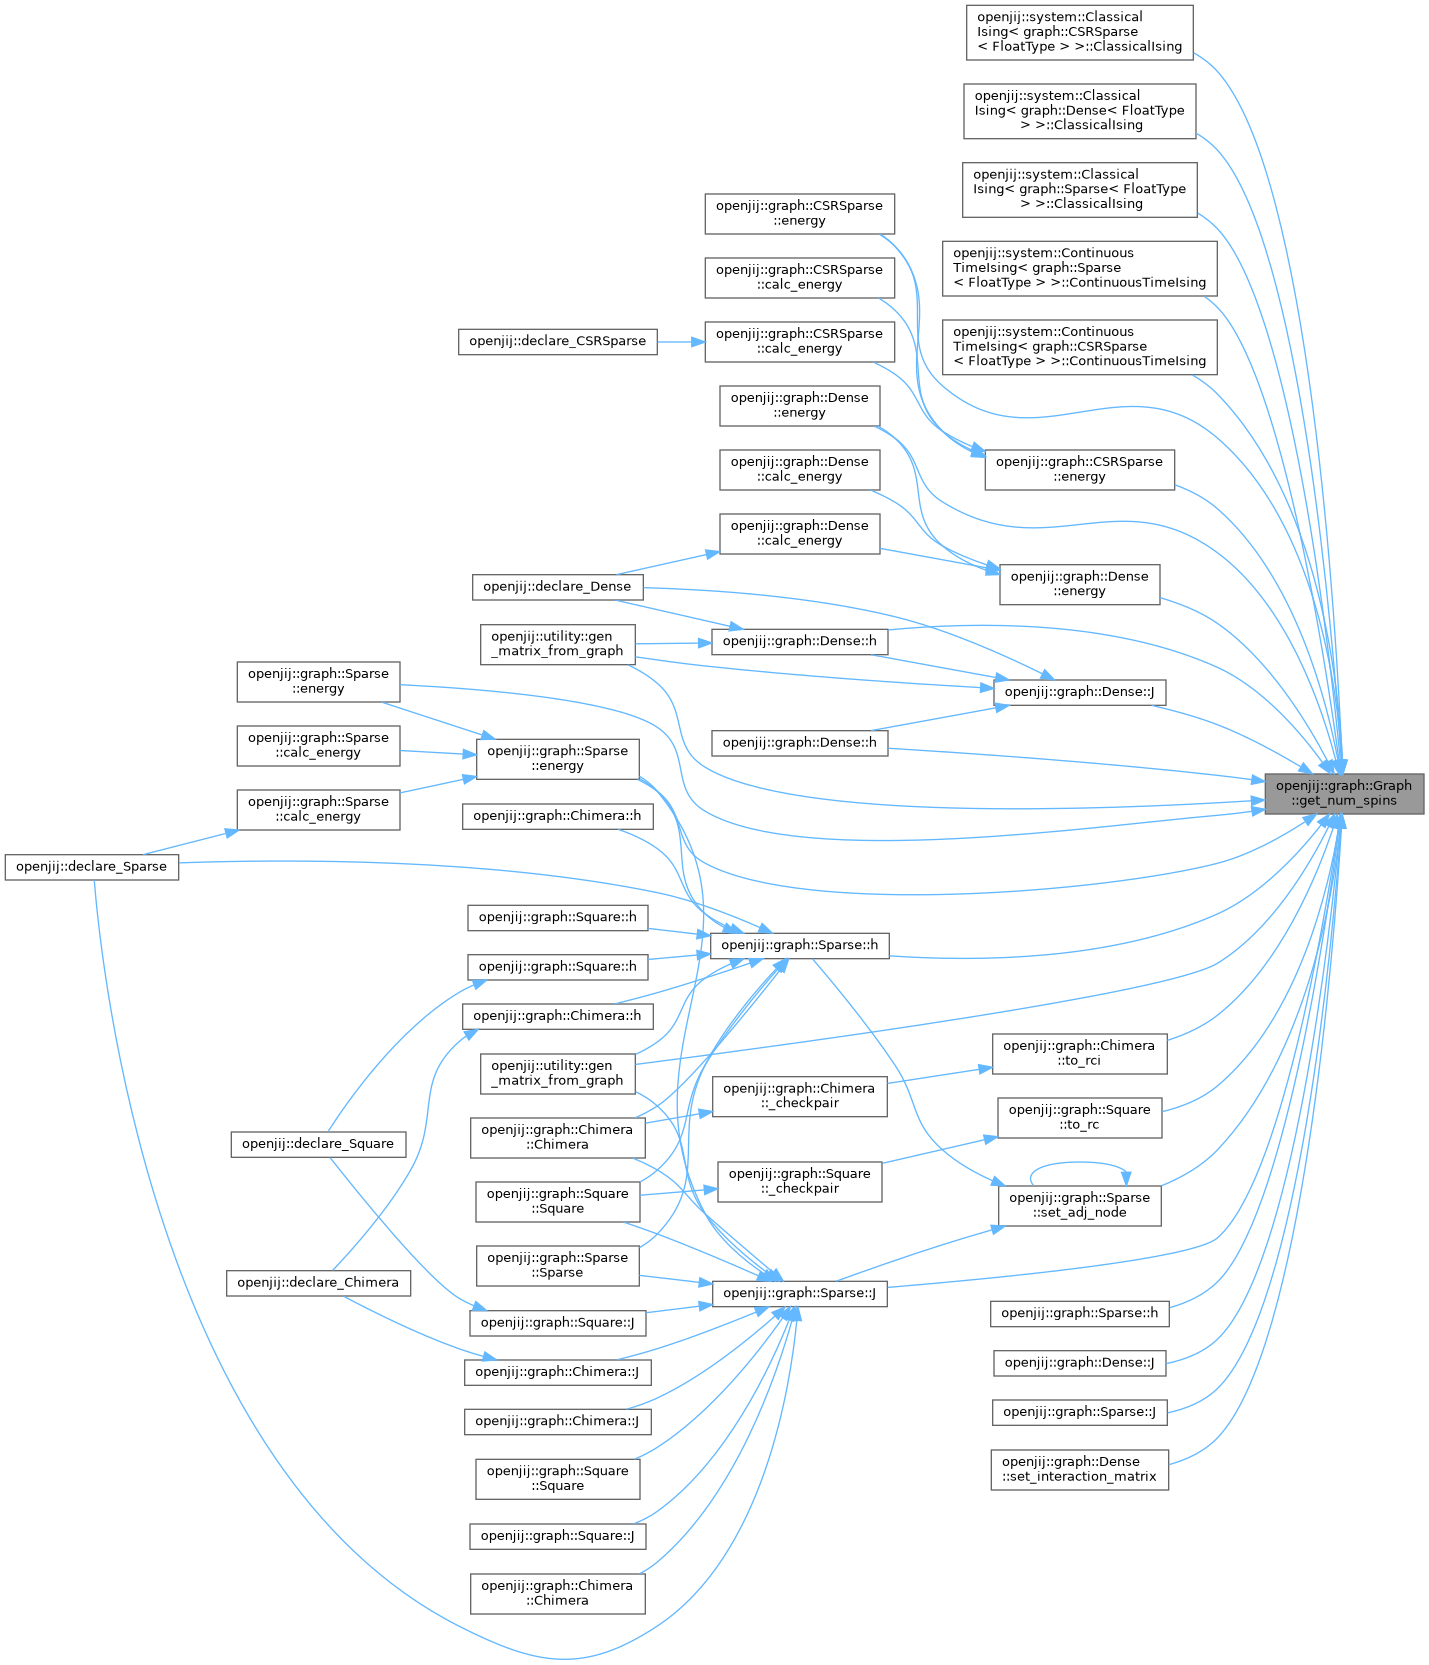 openjij::system::Classical
Ising< graph::CSRSparse
< FloatType > >::ClassicalIsing
openjij::system::Classical
Ising< graph::Dense< FloatType
> >::ClassicalIsing
openjij::system::Classical
Ising< graph::Sparse< FloatType
> >::ClassicalIsing
openjij::graph::CSRSparse
::energy
openjij::system::Continuous
TimeIsing< graph::Sparse
< FloatType > >::ContinuousTimeIsing
openjij::graph::CSRSparse
::calc_energy
openjij::system::Continuous
TimeIsing< graph::CSRSparse
< FloatType > >::ContinuousTimeIsing
openjij::declare_CSRSparse
openjij::graph::CSRSparse
::calc_energy
openjij::graph::Dense
::energy
openjij::graph::Dense
::calc_energy
openjij::graph::CSRSparse
::energy
openjij::graph::Dense
::calc_energy
openjij::declare_Dense
openjij::graph::Dense
::energy
openjij::utility::gen
_matrix_from_graph
openjij::graph::Dense::h
openjij::graph::Sparse
::energy
openjij::graph::Dense::J
openjij::graph::Sparse
::calc_energy
openjij::graph::Sparse
::energy
openjij::graph::Dense::h
openjij::graph::Graph
::get_num_spins
openjij::graph::Sparse
::calc_energy
openjij::graph::Chimera::h
openjij::declare_Sparse
openjij::graph::Square::h
openjij::graph::Sparse::h
openjij::graph::Square::h
openjij::graph::Chimera::h
openjij::utility::gen
_matrix_from_graph
openjij::graph::Chimera
::to_rci
openjij::graph::Chimera
::_checkpair
openjij::graph::Square
::to_rc
openjij::declare_Square
openjij::graph::Chimera
::Chimera
openjij::graph::Square
::_checkpair
openjij::graph::Square
::Square
openjij::graph::Sparse
::set_adj_node
openjij::graph::Sparse
::Sparse
openjij::declare_Chimera
openjij::graph::Sparse::J
openjij::graph::Sparse::h
openjij::graph::Square::J
openjij::graph::Dense::J
openjij::graph::Chimera::J
openjij::graph::Sparse::J
openjij::graph::Chimera::J
openjij::graph::Dense
::set_interaction_matrix
openjij::graph::Square
::Square
openjij::graph::Square::J
openjij::graph::Chimera
::Chimera